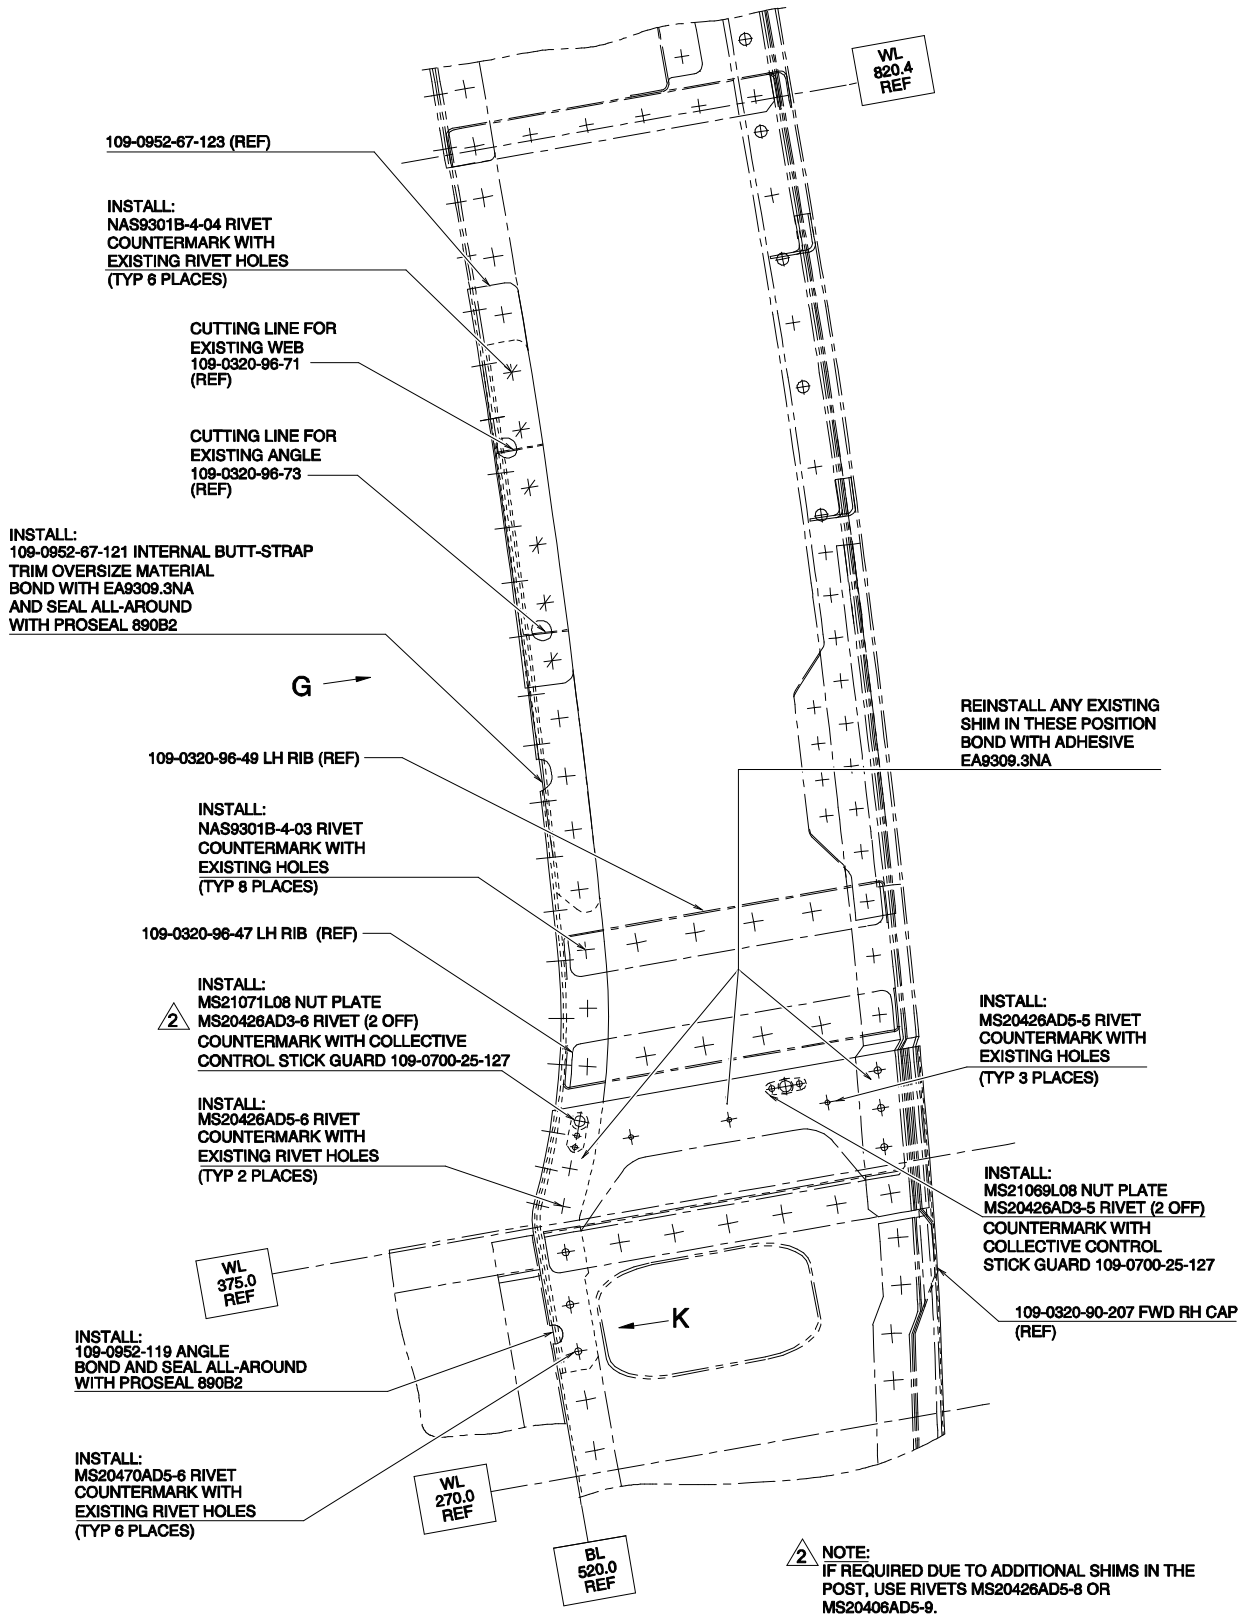 WL
820.4
REF
109-0952-67-123 (REF)
INSTALL:
NAS9301B-4-04 RIVET
COUNTERMARK WITH
EXISTING RIVET HOLES
(TYP 6 PLACES)
CUTTING LINE FOR
EXISTING WEB
109-0320-96-71
(REF)
CUTTING LINE FOR
EXISTING ANGLE
109-0320-96-73
(REF)
INSTALL:
109-0952-67-121 INTERNAL BUTT-STRAP
TRIM OVERSIZE MATERIAL
BOND WITH EA9309.3NA
AND SEAL ALL-AROUND
WITH PROSEAL 890B2
G
REINSTALL ANY EXISTING
SHIM IN THESE POSITION
BOND WITH ADHESIVE
EA9309.3NA
109-0320-96-49 LH RIB (REF)
INSTALL:
NAS9301B-4-03 RIVET
COUNTERMARK WITH
EXISTING HOLES
(TYP 8 PLACES)
109-0320-96-47 LH RIB (REF)
2
INSTALL:
MS21071L08 NUT PLATE
MS20426AD3-6 RIVET (2 OFF)
COUNTERMARK WITH COLLECTIVE
CONTROL STICK GUARD 109-0700-25-127
INSTALL:
MS20426AD5-5 RIVET
COUNTERMARK WITH
EXISTING HOLES
(TYP 3 PLACES)
INSTALL:
MS20426AD5-6 RIVET
COUNTERMARK WITH
EXISTING RIVET HOLES
(TYP 2 PLACES)
INSTALL:
MS21069L08 NUT PLATE
MS20426AD3-5 RIVET (2 OFF)
COUNTERMARK WITH
COLLECTIVE CONTROL
STICK GUARD 109-0700-25-127
WL
375.0
REF
K
109-0320-90-207 FWD RH CAP
(REF)
INSTALL:
109-0952-119 ANGLE
BOND AND SEAL ALL-AROUND
WITH PROSEAL 890B2
INSTALL:
MS20470AD5-6 RIVET
COUNTERMARK WITH
EXISTING RIVET HOLES
(TYP 6 PLACES)
WL
270.0
REF
BL
520.0
REF
2
NOTE:
IF REQUIRED DUE TO ADDITIONAL SHIMS IN THE
POST, USE RIVETS MS20426AD5-8 OR
MS20406AD5-9.